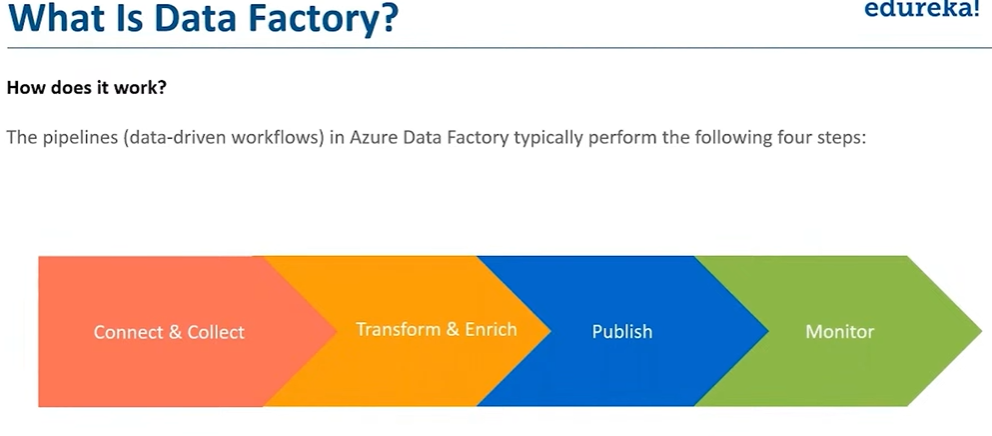 What Is Data Factory?
edureka!
How does it work?
The pipelines (data-driven workflows) in Azure Data Factory typically perform the following four steps:
Connect & Collect
Transform & Enrich
Publish
Monitor